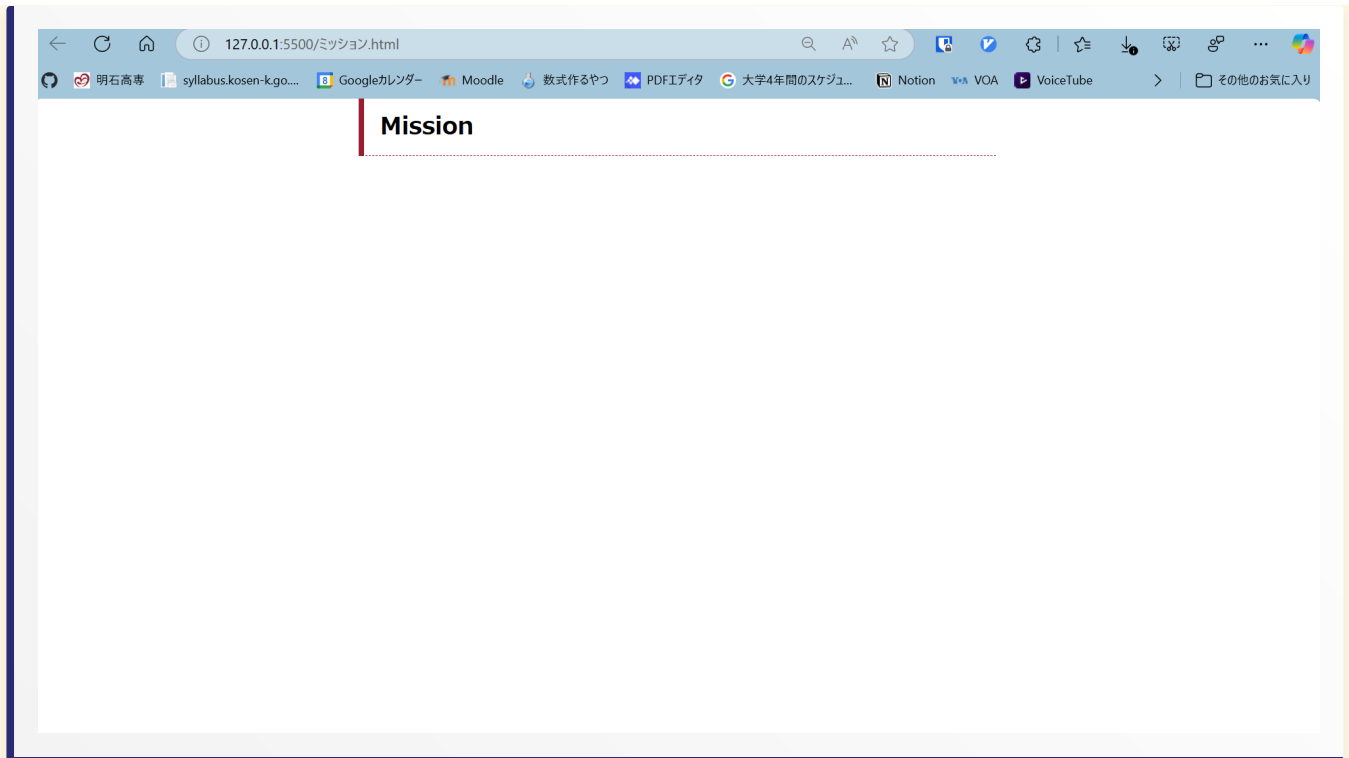 127.0.0.1:5500/ミッション.html
明石高専 syllabus.kosen-k.go.... 8 Googleカレンダー Moodle 数式作るやつ PDFエディタ G 大学4年間のスケジュ... N Notion VOA VOA VoiceTube その他のお気に入り
Mission